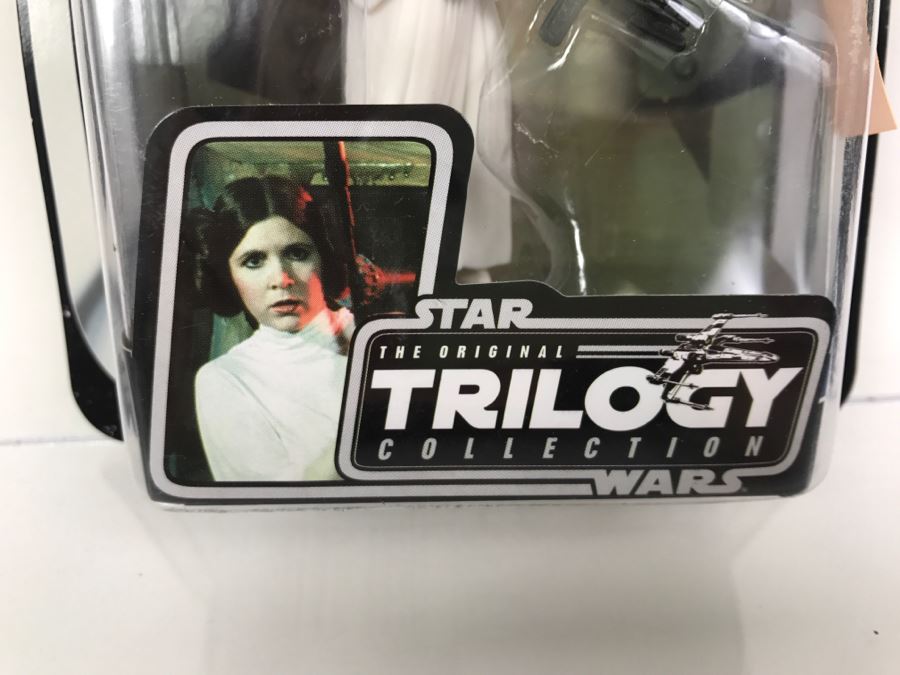 STAR
THE ORIGINAL
TRILOGY
COLLECTION
WARS